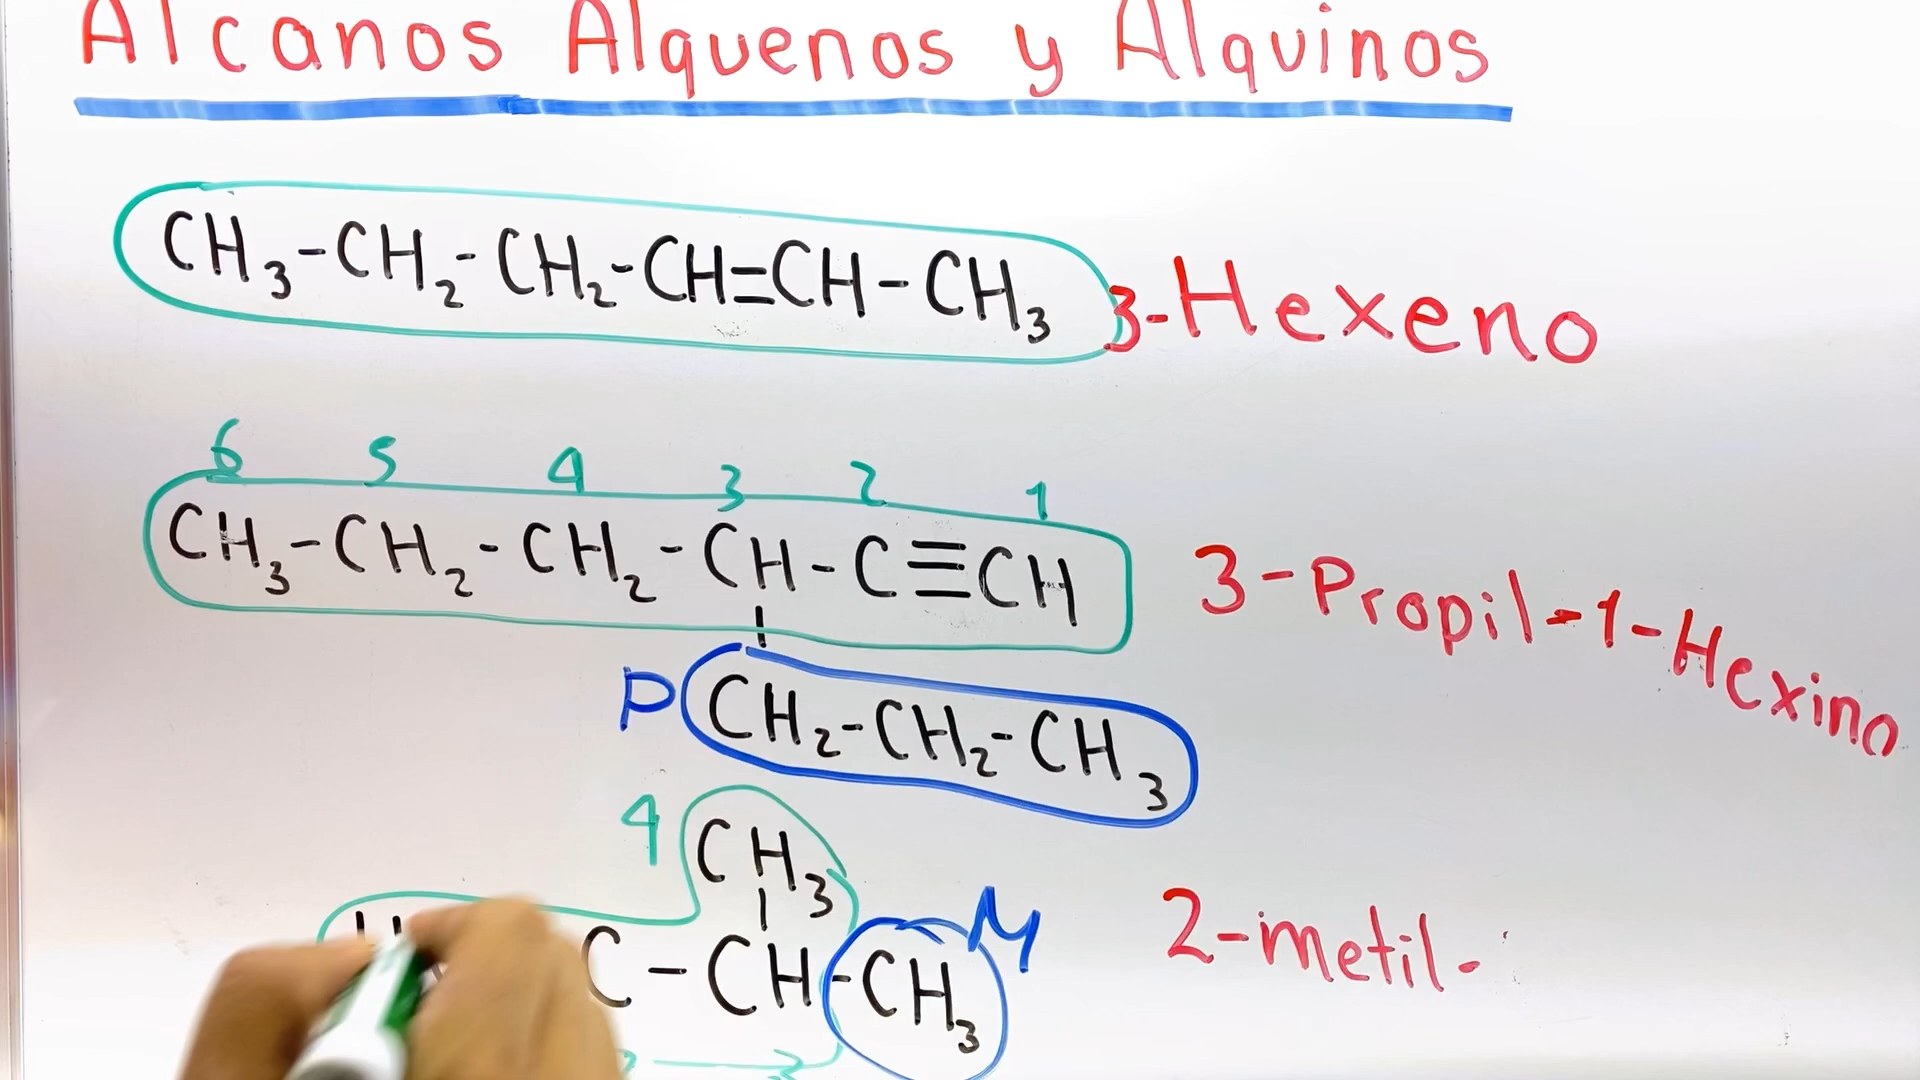 Alcanos Alquenos y Alquinos
CH3-CH2-CH2-CH=CH-CH3 3-Hexeno
6 5 4 3 2 1
CH3-CH2-CH2-CH-C≡CH 3-Propil-1-Hexino
P CH2-CH2-CH3
4 CH3
C-CH-CH3 M 2-metil-
3